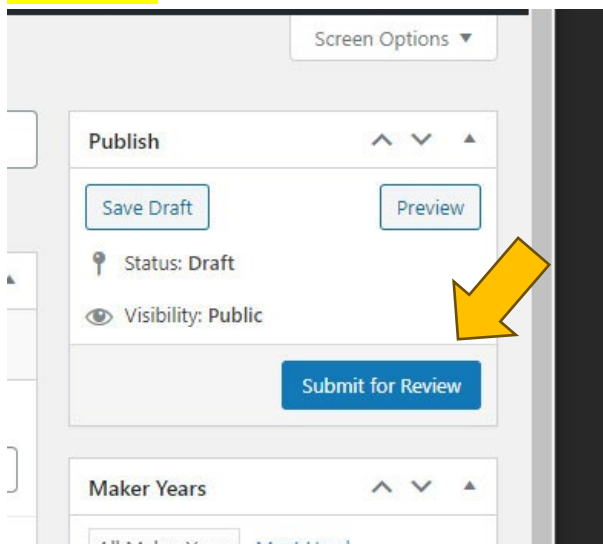 Screen Options
Publish
Save Draft
Preview
Status: Draft
Visibility: Public
Submit for Review
Maker Years